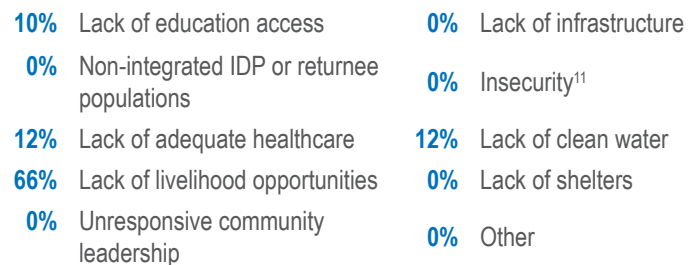 10% Lack of education access
0% Non-integrated IDP or returnee
populations
12% Lack of adequate healthcare
66% Lack of livelihood opportunities
0% Unresponsive community
leadership
0% Lack of infrastructure
0% Insecurity¹¹
12% Lack of clean water
0% Lack of shelters
0% Other